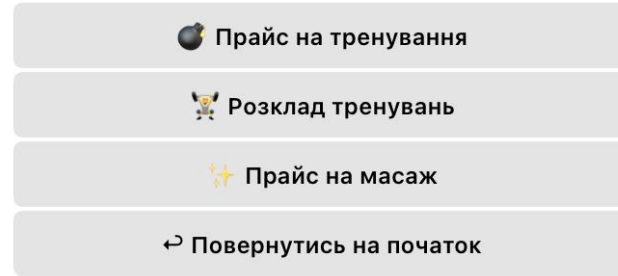 💣 Прайс на тренування
🏋️ Розклад тренувань
✨ Прайс на масаж
↩ Повернутись на початок